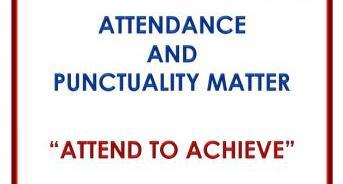 ATTENDANCE
AND
PUNCTUALITY MATTER
“ATTEND TO ACHIEVE”